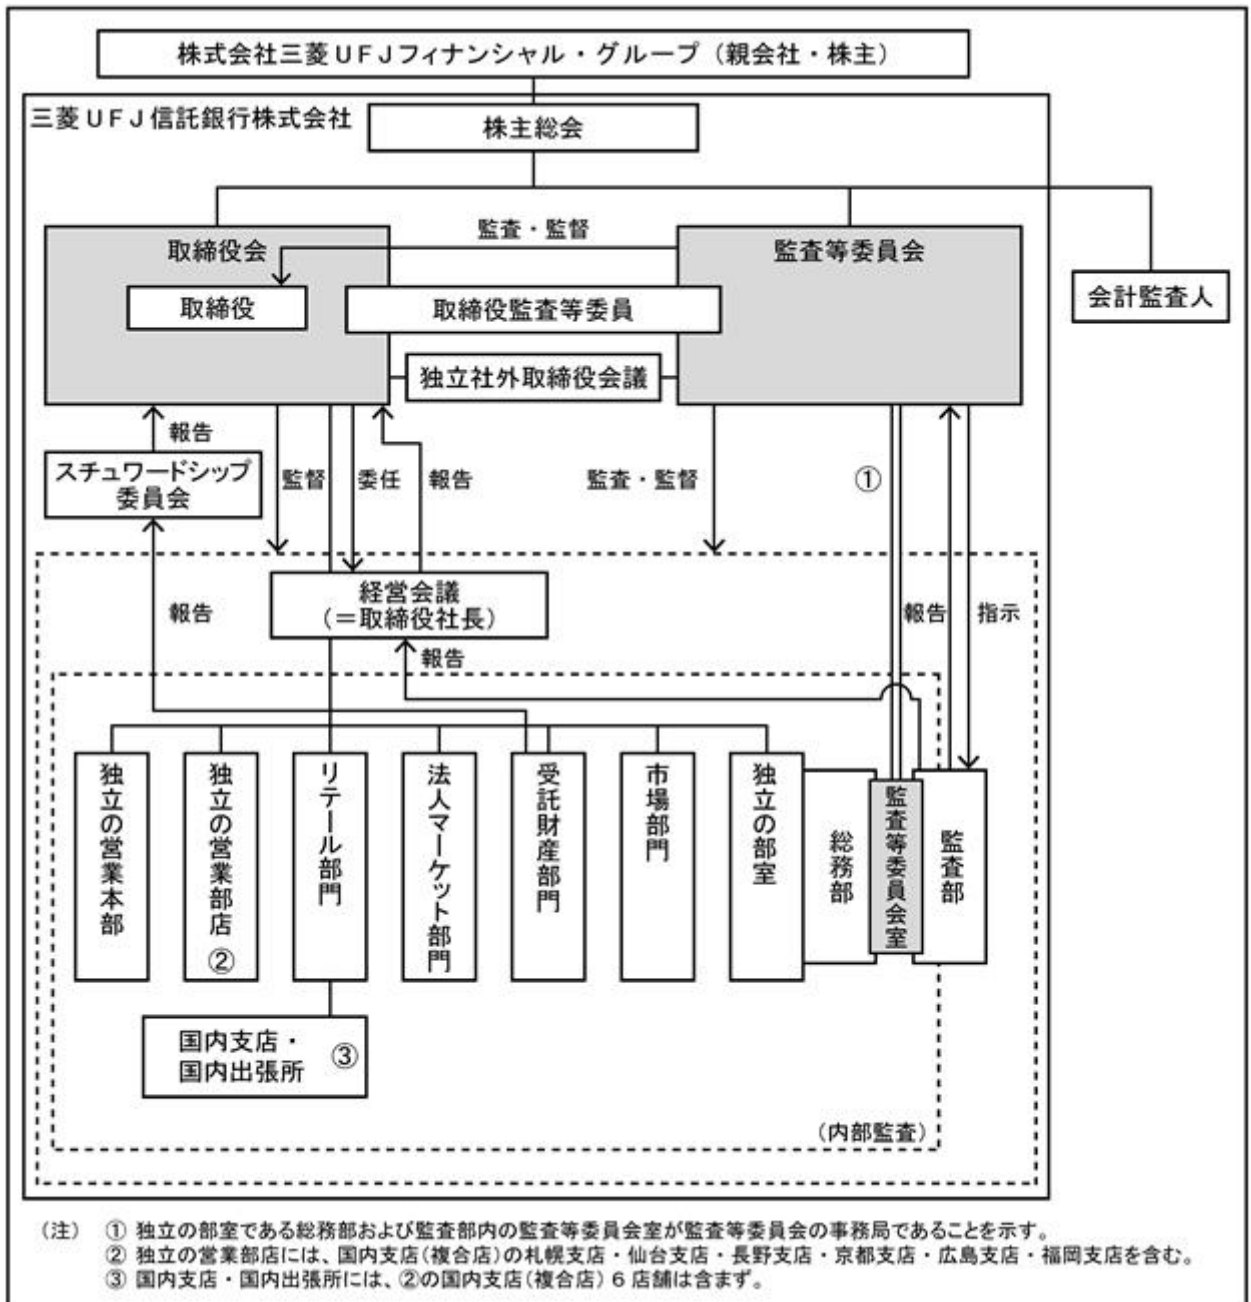 株式会社三菱UFJフィナンシャル・グループ（親会社・株主）
三菱UFJ信託銀行株式会社
株主総会
監査・監督
取締役会
監査等委員会
取締役
取締役監査等委員
会計監査人
独立社外取締役会議
報告
スチュワードシップ
委員会
監督
委任
報告
監査・監督
①
経営会議
（＝取締役社長）
報告
報告
指示
報告
独立の営業本部
独立の営業部店
②
リテール部門
法人マーケット部門
受託財産部門
市場部門
独立の部室
総務部
監査等委員会室
監査部
国内支店・
国内出張所
③
（内部監査）
（注） ① 独立の部室である総務部および監査部内の監査等委員会室が監査等委員会の事務局であることを示す。
② 独立の営業部店には、国内支店（複合店）の札幌支店・仙台支店・長野支店・京都支店・広島支店・福岡支店を含む。
③ 国内支店・国内出張所には、②の国内支店（複合店）６店舗は含まず。